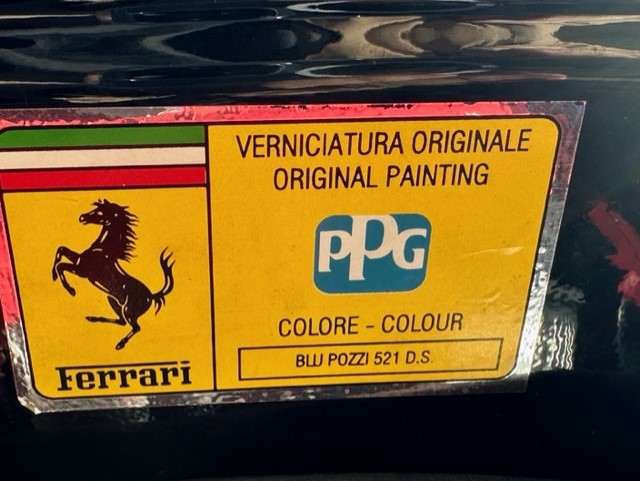 VERNICIATURA ORIGINALE
ORIGINAL PAINTING
PPG
COLORE - COLOUR
BLU POZZI 521 D.S.
Ferrari